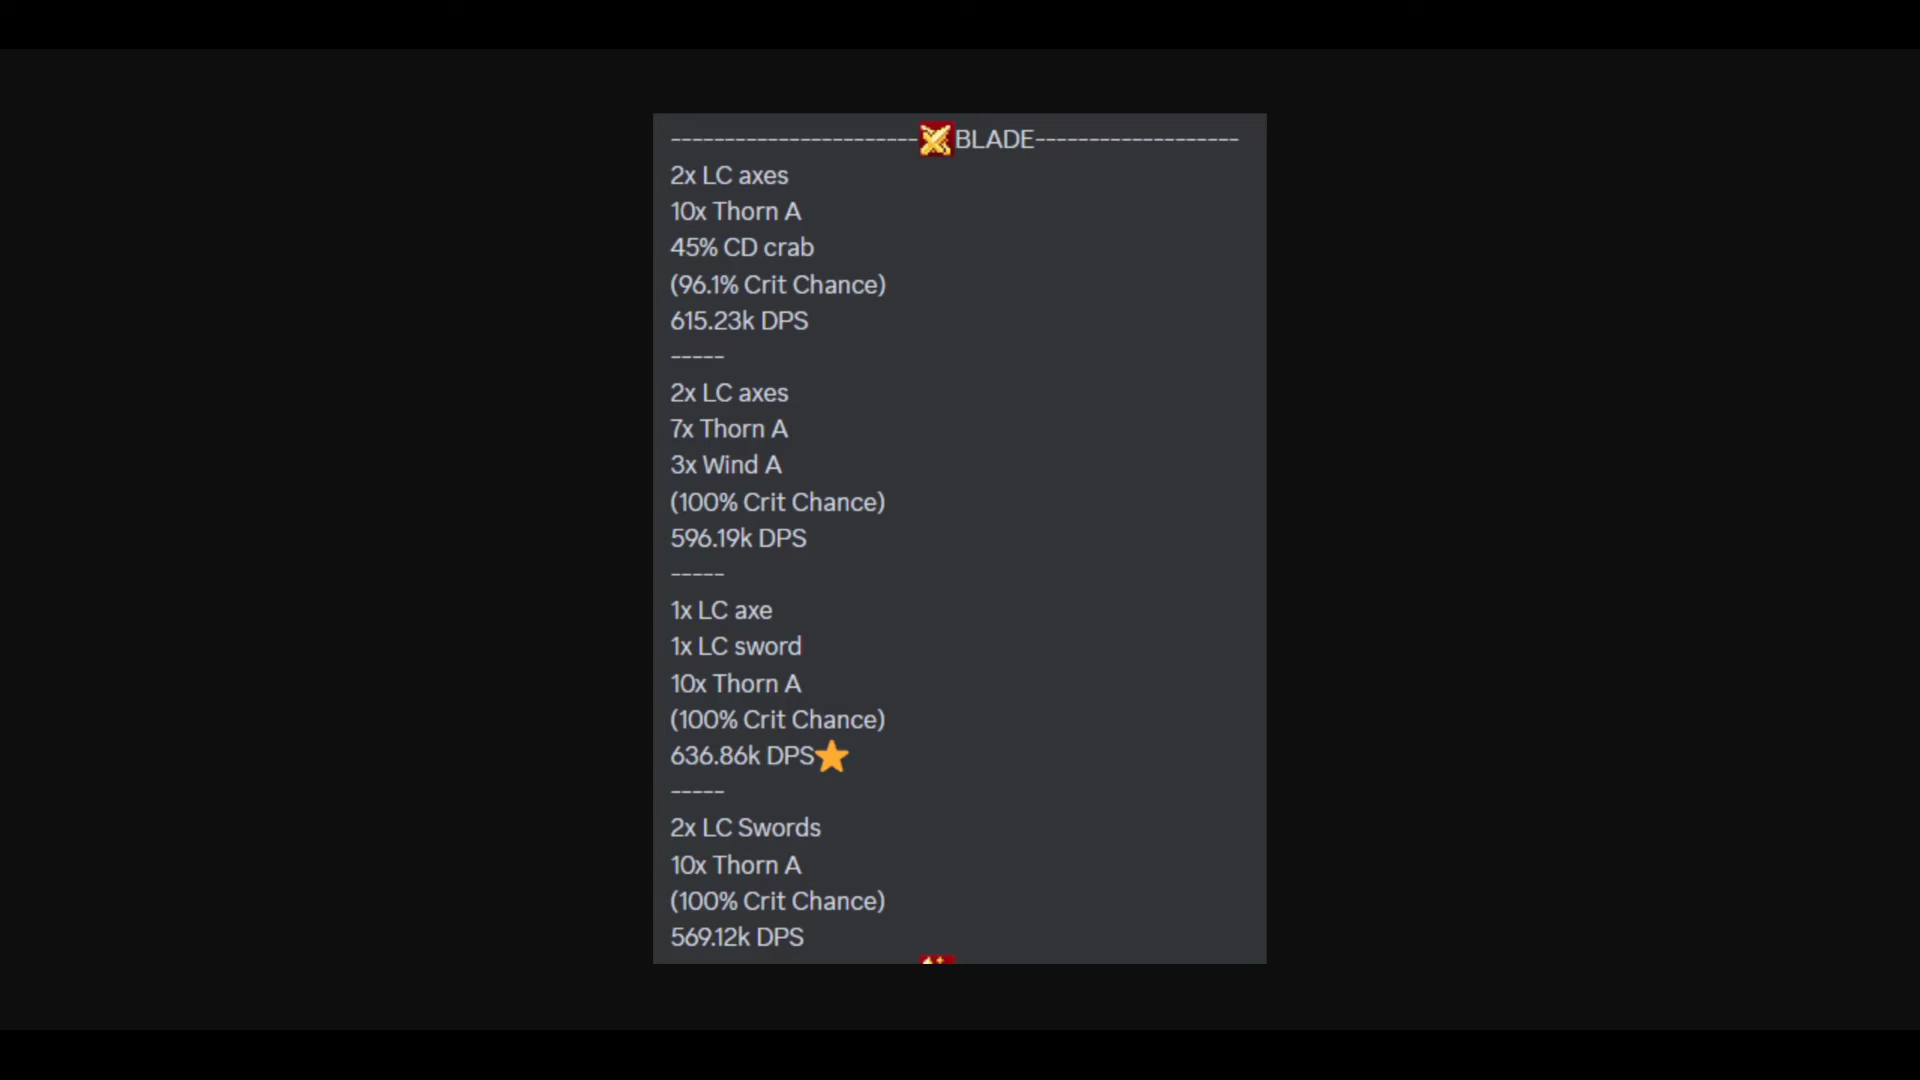 -----------------------BLADE-------------------
2x LC axes
10x Thorn A
45% CD crab
(96.1% Crit Chance)
615.23k DPS
-----
2x LC axes
7x Thorn A
3x Wind A
(100% Crit Chance)
596.19k DPS
-----
1x LC axe
1x LC sword
10x Thorn A
(100% Crit Chance)
636.86k DPS⭐
-----
2x LC Swords
10x Thorn A
(100% Crit Chance)
569.12k DPS